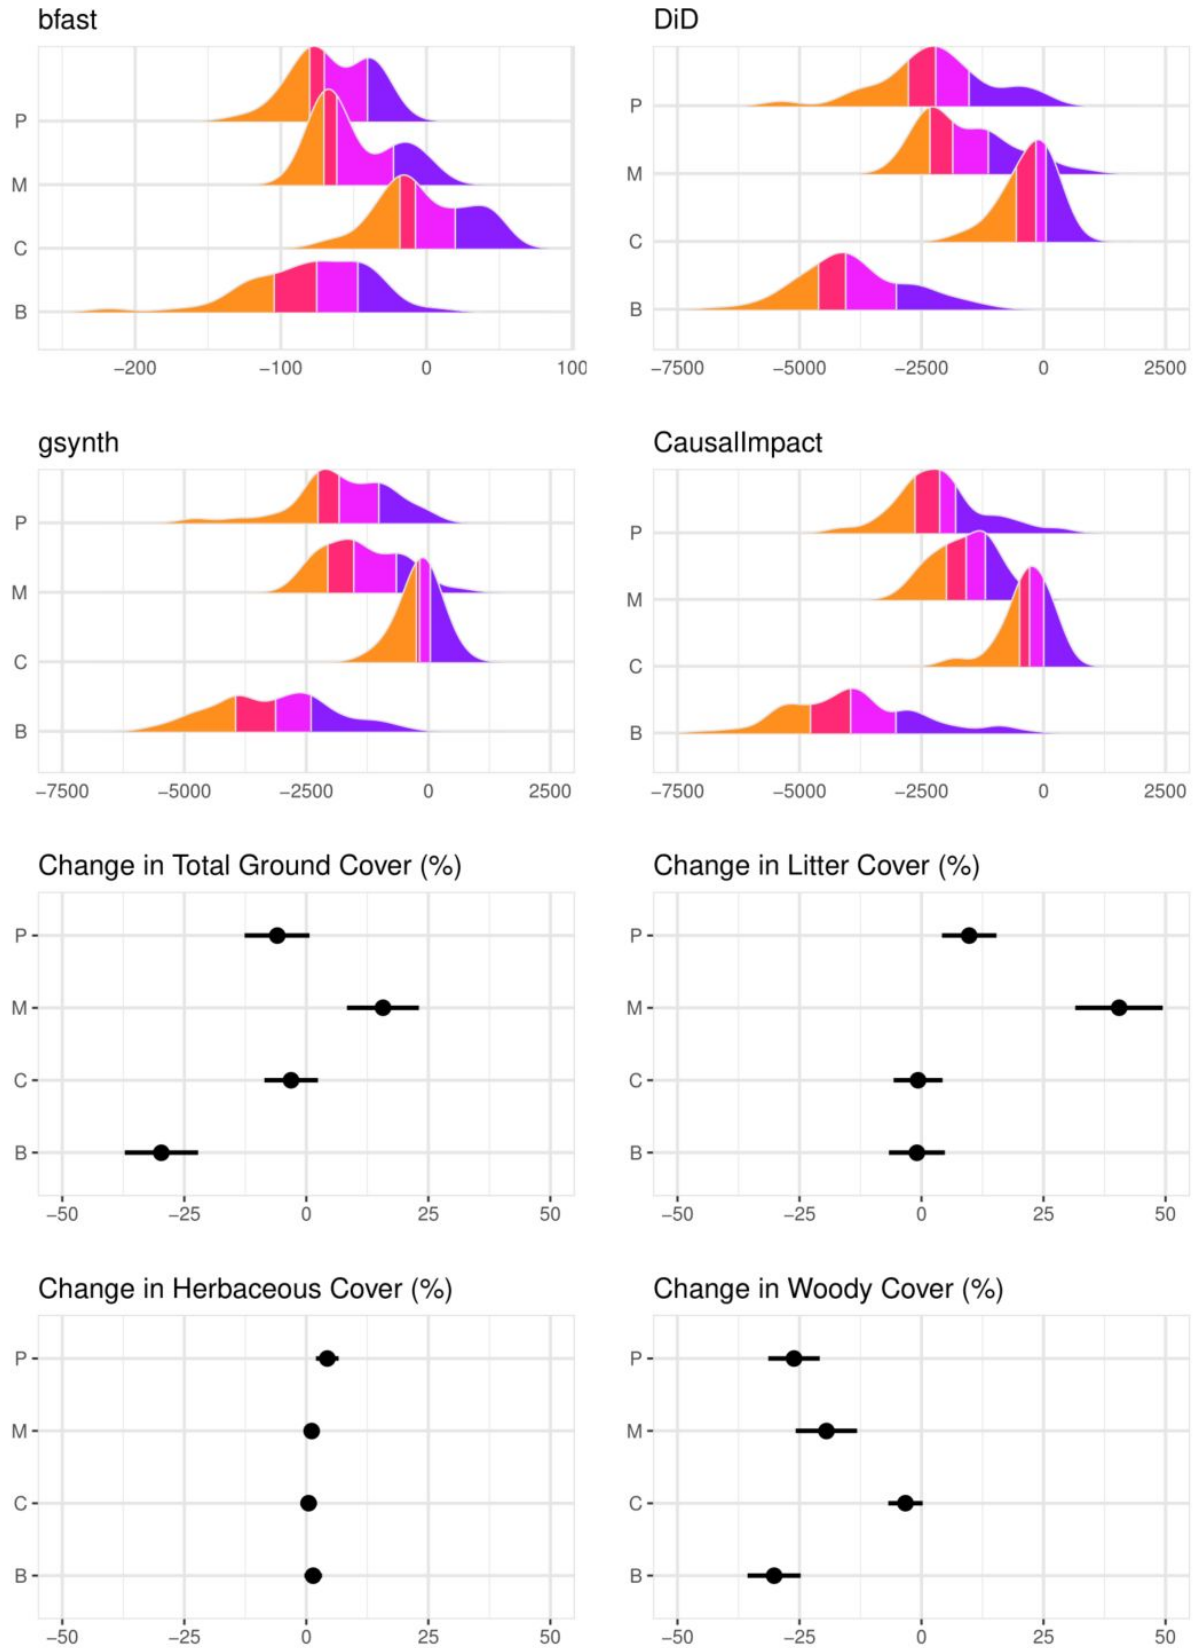 bfast
P
M
C
B
−200 −100 0 100
DiD
P
M
C
B
−7500 −5000 −2500 0 2500
gsynth
P
M
C
B
−7500 −5000 −2500 0 2500
CausalImpact
P
M
C
B
−7500 −5000 −2500 0 2500
Change in Total Ground Cover (%)
P
M
C
B
−50 −25 0 25 50
Change in Litter Cover (%)
P
M
C
B
−50 −25 0 25 50
Change in Herbaceous Cover (%)
P
M
C
B
−50 −25 0 25 50
Change in Woody Cover (%)
P
M
C
B
−50 −25 0 25 50